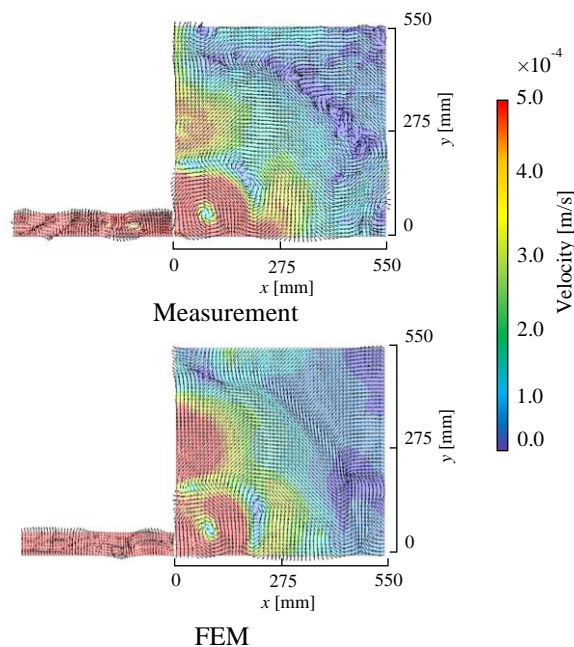 550
275
0
y [mm]
0 275 550
x [mm]
Measurement
550
275
0
y [mm]
0 275 550
x [mm]
FEM
×10⁻⁴
5.0
4.0
3.0
2.0
1.0
0.0
Velocity [m/s]